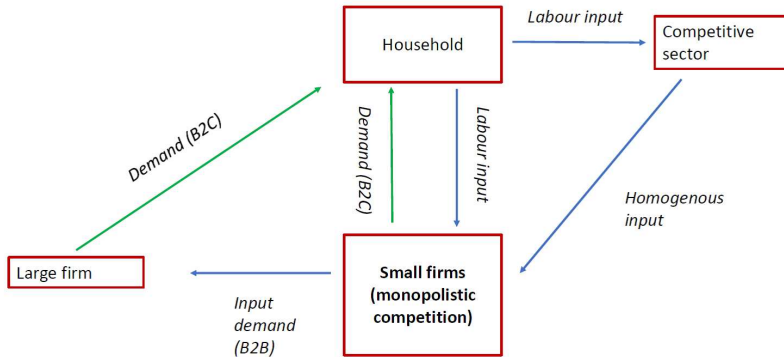 Household
Labour input
Competitive
sector
Demand (B2C)
Demand (B2C)
Labour input
Homogenous
input
Large firm
Small firms
(monopolistic
competition)
Input
demand
(B2B)